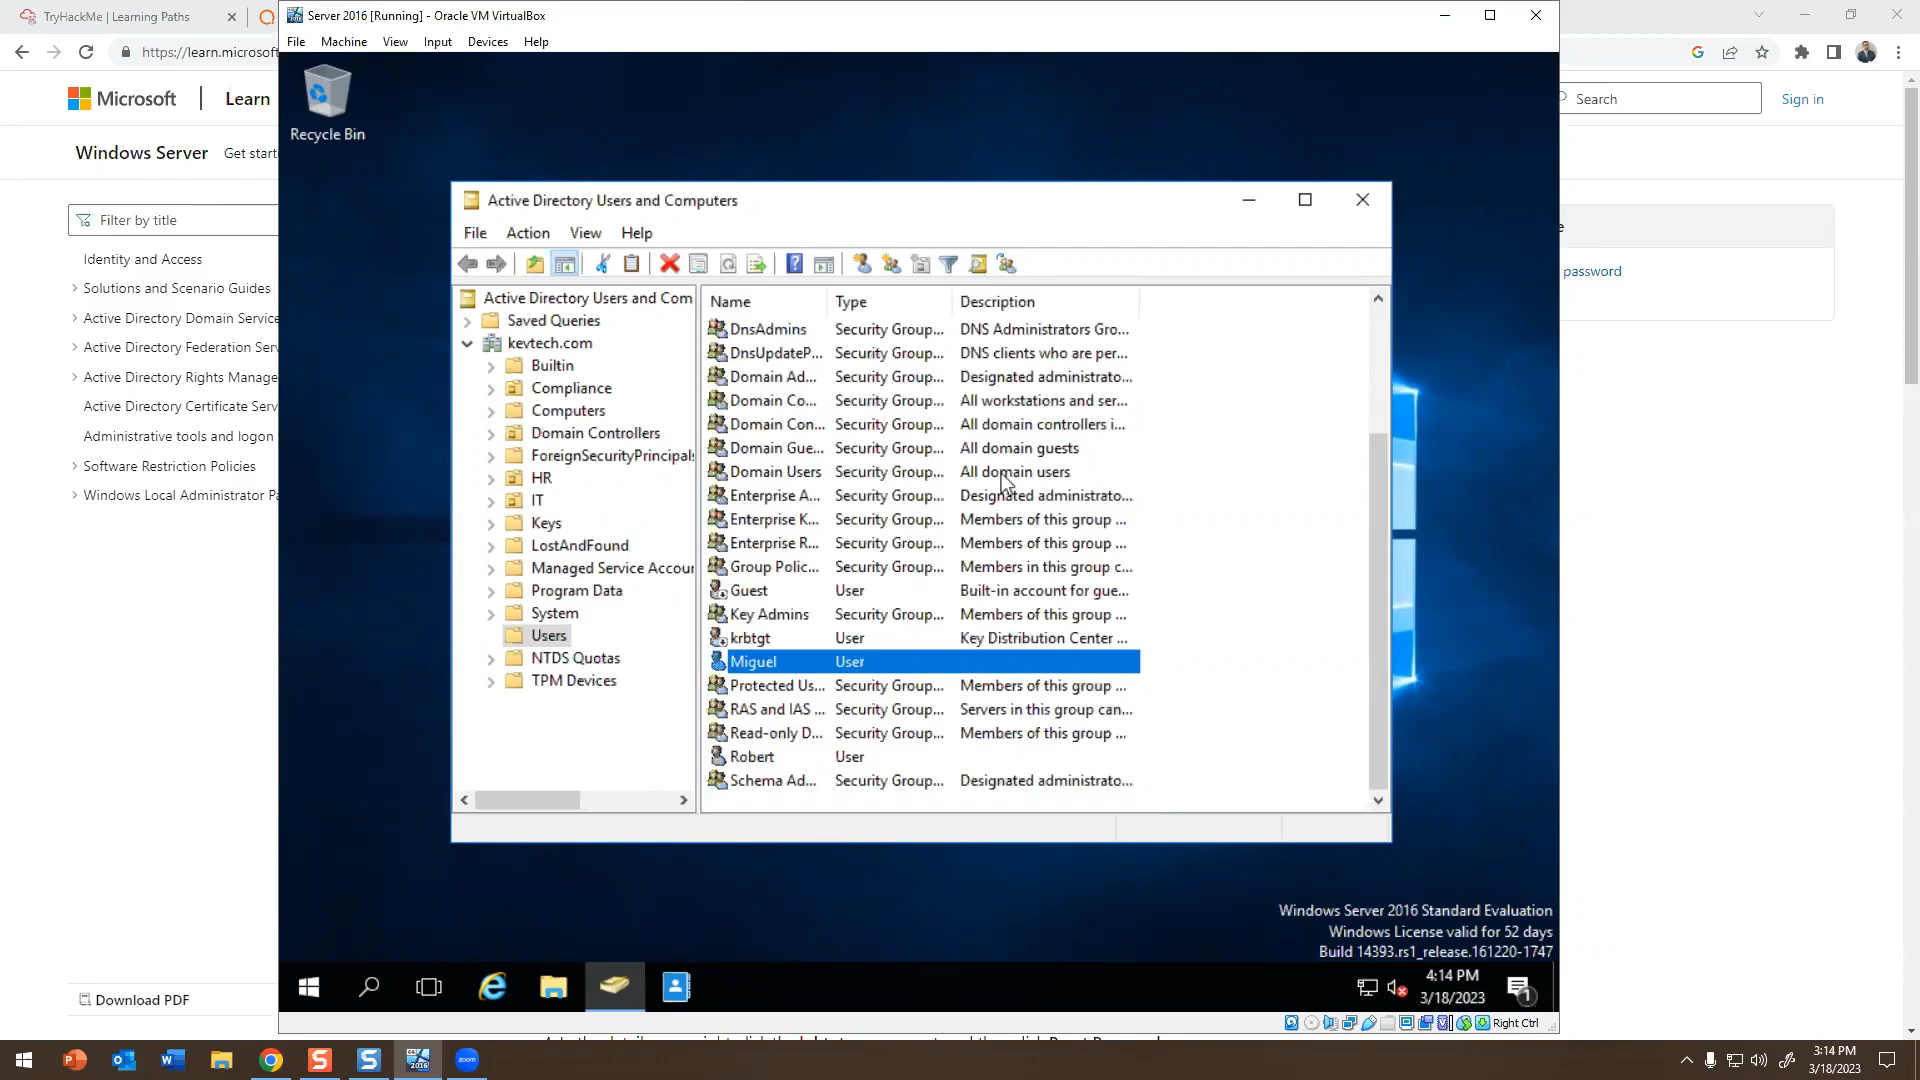 TryHackMe | Learning Paths
Server 2016 [Running] - Oracle VM VirtualBox
File Machine View Input Devices Help
https://learn.microsoft
Microsoft | Learn
Search
Sign in
Windows Server Get start
Filter by title
Identity and Access
Solutions and Scenario Guides
Active Directory Domain Service
Active Directory Federation Serv
Active Directory Rights Manage
Active Directory Certificate Serv
Administrative tools and logon
Software Restriction Policies
Windows Local Administrator Pa
Download PDF
e
password
Recycle Bin
Active Directory Users and Computers
File Action View Help
Active Directory Users and Com
Saved Queries
kevtech.com
Builtin
Compliance
Computers
Domain Controllers
ForeignSecurityPrincipals
HR
IT
Keys
LostAndFound
Managed Service Accour
Program Data
System
Users
NTDS Quotas
TPM Devices
Name Type Description
DnsAdmins Security Group... DNS Administrators Gro...
DnsUpdateP... Security Group... DNS clients who are per...
Domain Ad... Security Group... Designated administrato...
Domain Co... Security Group... All workstations and ser...
Domain Con... Security Group... All domain controllers i...
Domain Gue... Security Group... All domain guests
Domain Users Security Group... All domain users
Enterprise A... Security Group... Designated administrato...
Enterprise K... Security Group... Members of this group ...
Enterprise R... Security Group... Members of this group ...
Group Polic... Security Group... Members in this group c...
Guest User Built-in account for gue...
Key Admins Security Group... Members of this group ...
krbtgt User Key Distribution Center ...
Miguel User
Protected Us... Security Group... Members of this group ...
RAS and IAS ... Security Group... Servers in this group can...
Read-only D... Security Group... Members of this group ...
Robert User
Schema Ad... Security Group... Designated administrato...
Windows Server 2016 Standard Evaluation
Windows License valid for 52 days
Build 14393.rs1_release.161220-1747
4:14 PM
3/18/2023
1
Right Ctrl
zoom
2016
3:14 PM
3/18/2023